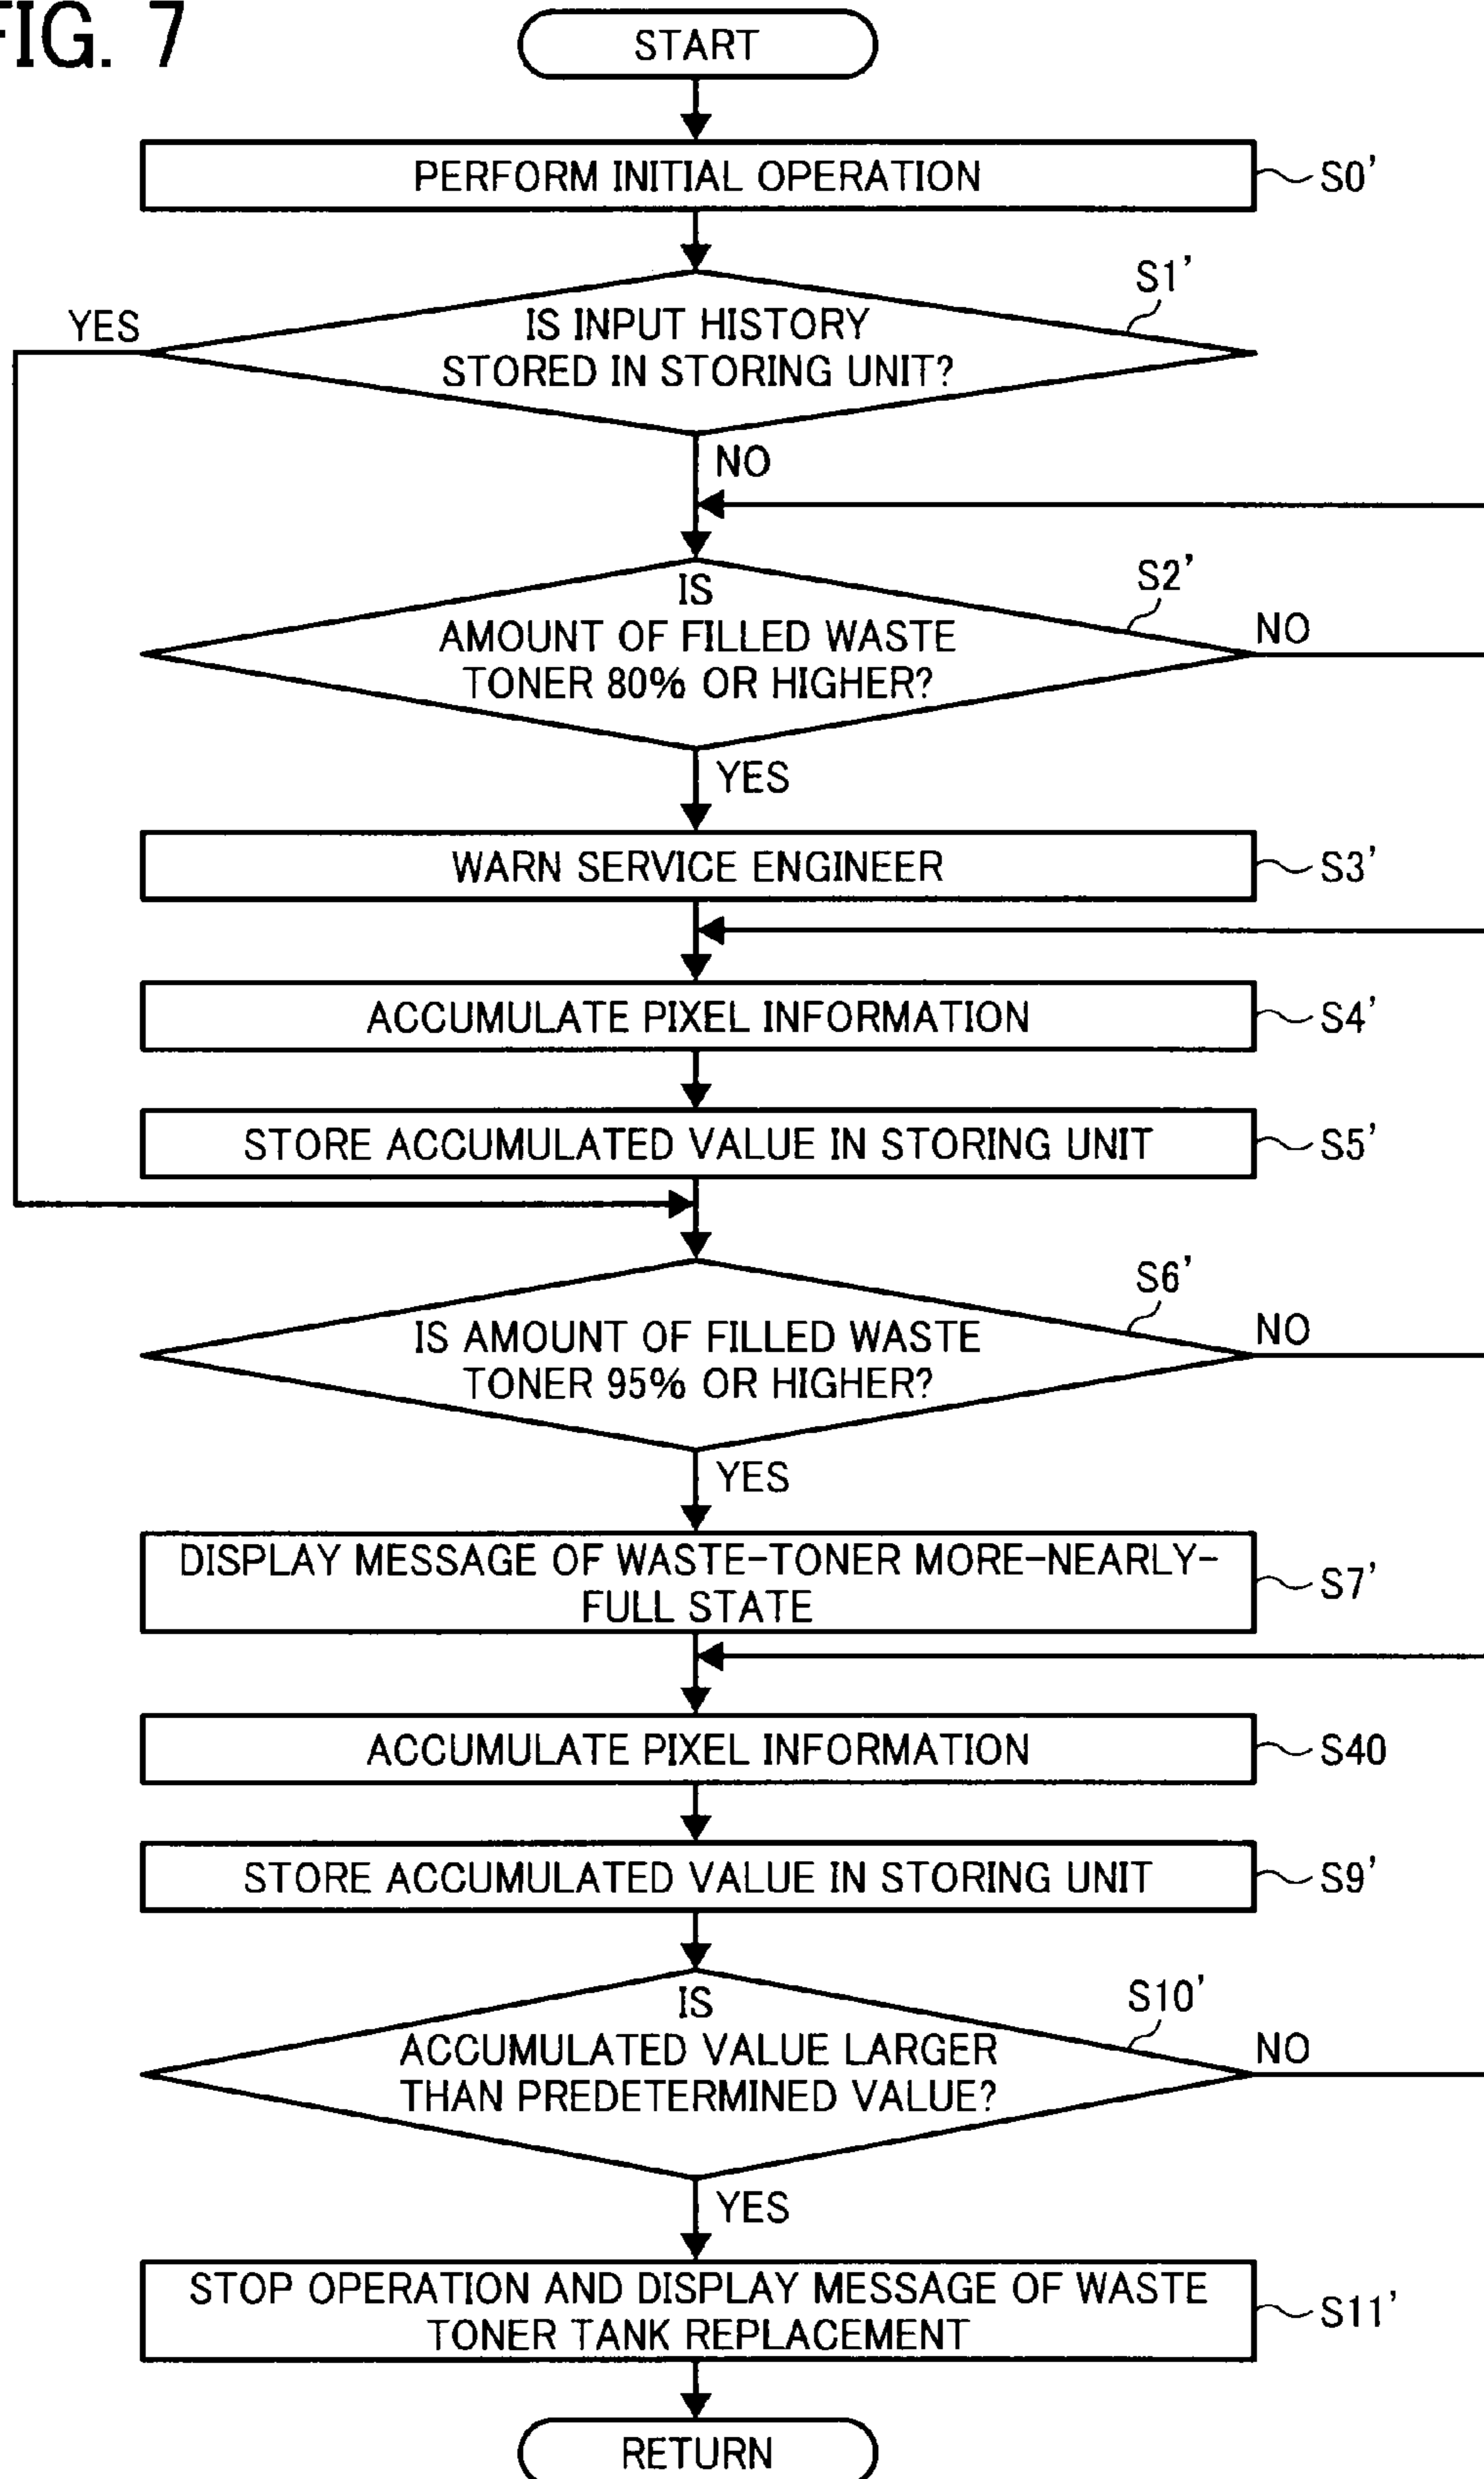 FIG. 7
START
PERFORM INITIAL OPERATION
S0'
S1'
YES
IS INPUT HISTORY
STORED IN STORING UNIT?
NO
S2'
IS
AMOUNT OF FILLED WASTE
TONER 80% OR HIGHER?
NO
YES
WARN SERVICE ENGINEER
S3'
ACCUMULATE PIXEL INFORMATION
S4'
STORE ACCUMULATED VALUE IN STORING UNIT
S5'
S6'
IS AMOUNT OF FILLED WASTE
TONER 95% OR HIGHER?
NO
YES
DISPLAY MESSAGE OF WASTE-TONER MORE-NEARLY-
FULL STATE
S7'
ACCUMULATE PIXEL INFORMATION
S40
STORE ACCUMULATED VALUE IN STORING UNIT
S9'
S10'
IS
ACCUMULATED VALUE LARGER
THAN PREDETERMINED VALUE?
NO
YES
STOP OPERATION AND DISPLAY MESSAGE OF WASTE
TONER TANK REPLACEMENT
S11'
RETURN